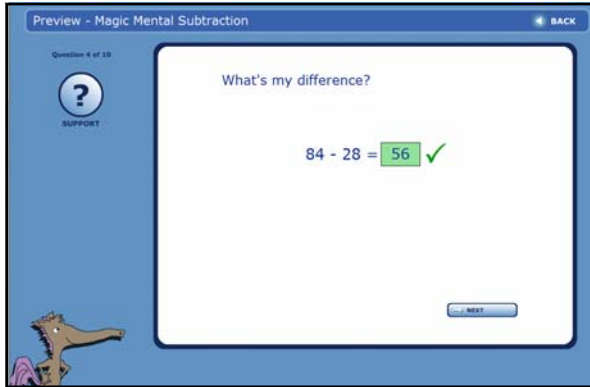 Preview - Magic Mental Subtraction
BACK
Question 4 of 10
?
SUPPORT
What's my difference?
84 - 28 = 56 ✓
NEXT